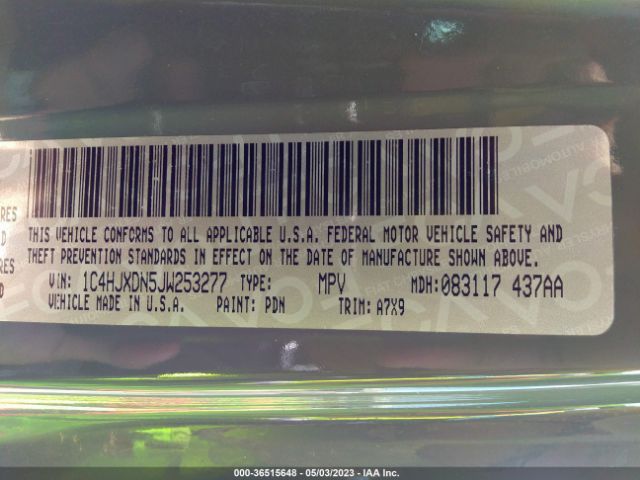 RES
D
RES
D
THIS VEHICLE CONFORMS TO ALL APPLICABLE U.S.A. FEDERAL MOTOR VEHICLE SAFETY AND
THEFT PREVENTION STANDARDS IN EFFECT ON THE DATE OF MANUFACTURE SHOWN ABOVE.
VIN: 1C4HJXDN5JW253277 TYPE: MPV MDH: 083117 437AA
VEHICLE MADE IN U.S.A. PAINT: PDN TRIM: A7X9
000-36515648 - 05/03/2023 - IAA Inc.